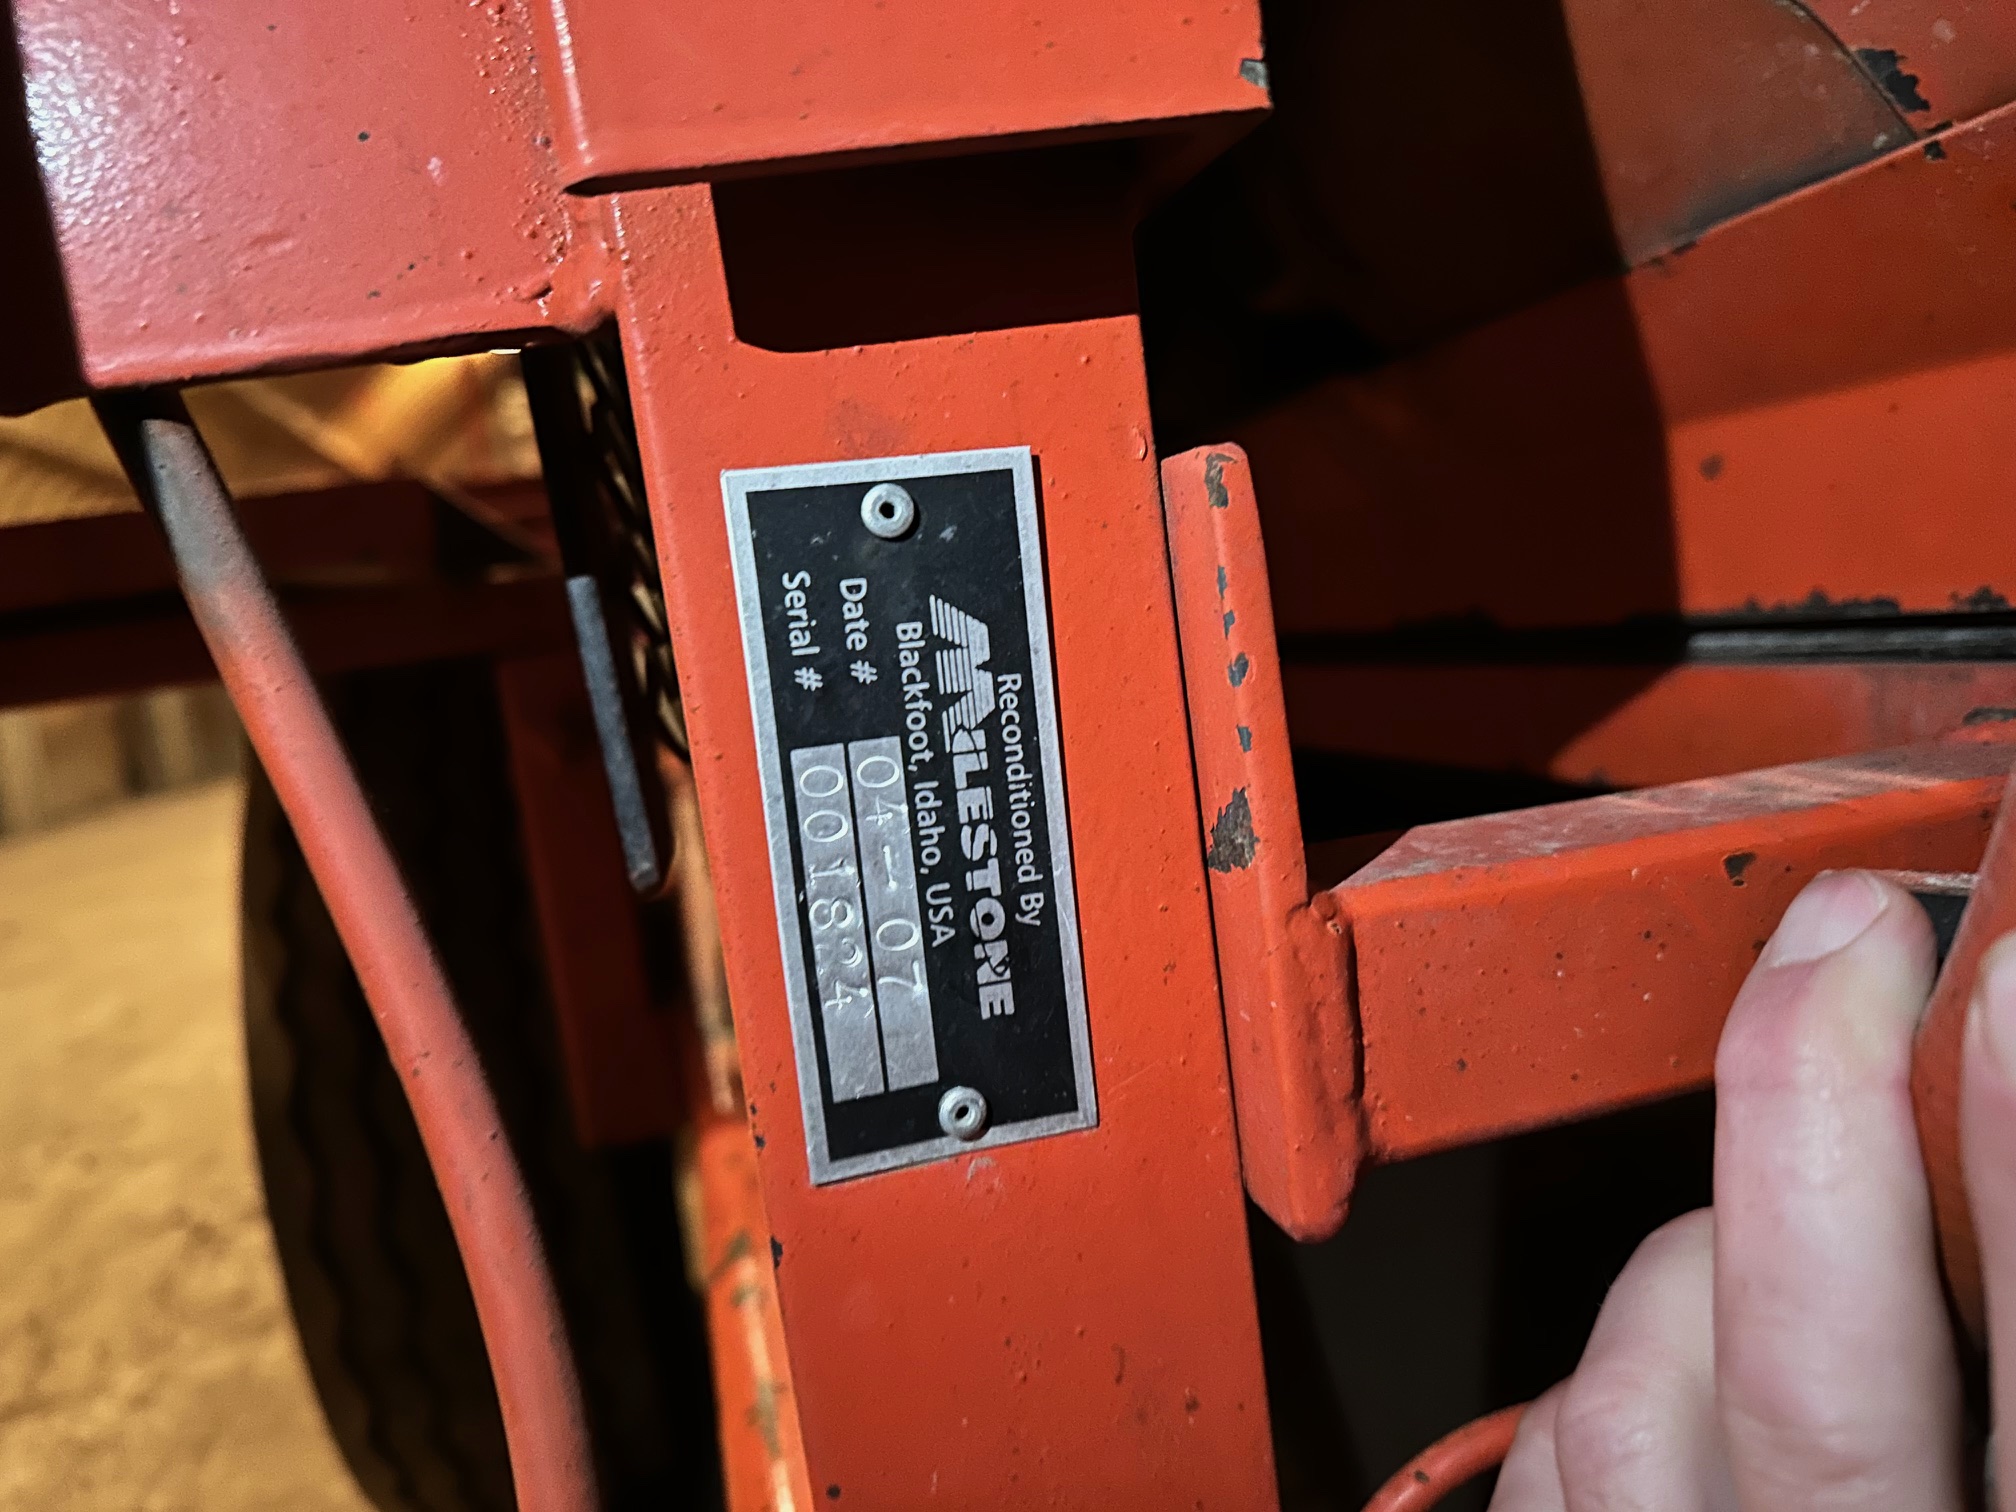 Reconditioned By
MILESTONE
Blackfoot, Idaho, USA
Date # 04-07
Serial # 001824